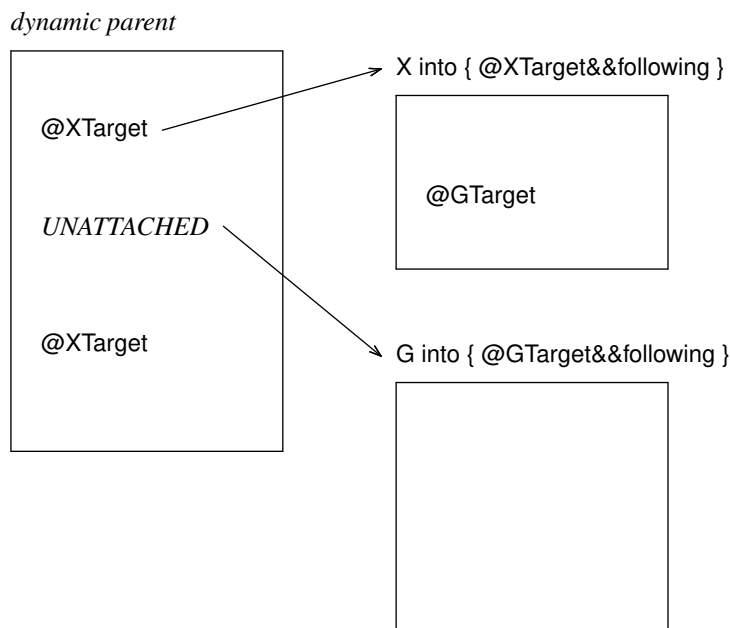 dynamic parent
X into { @XTarget&&following }
@XTarget
@GTarget
UNATTACHED
@XTarget
G into { @GTarget&&following }